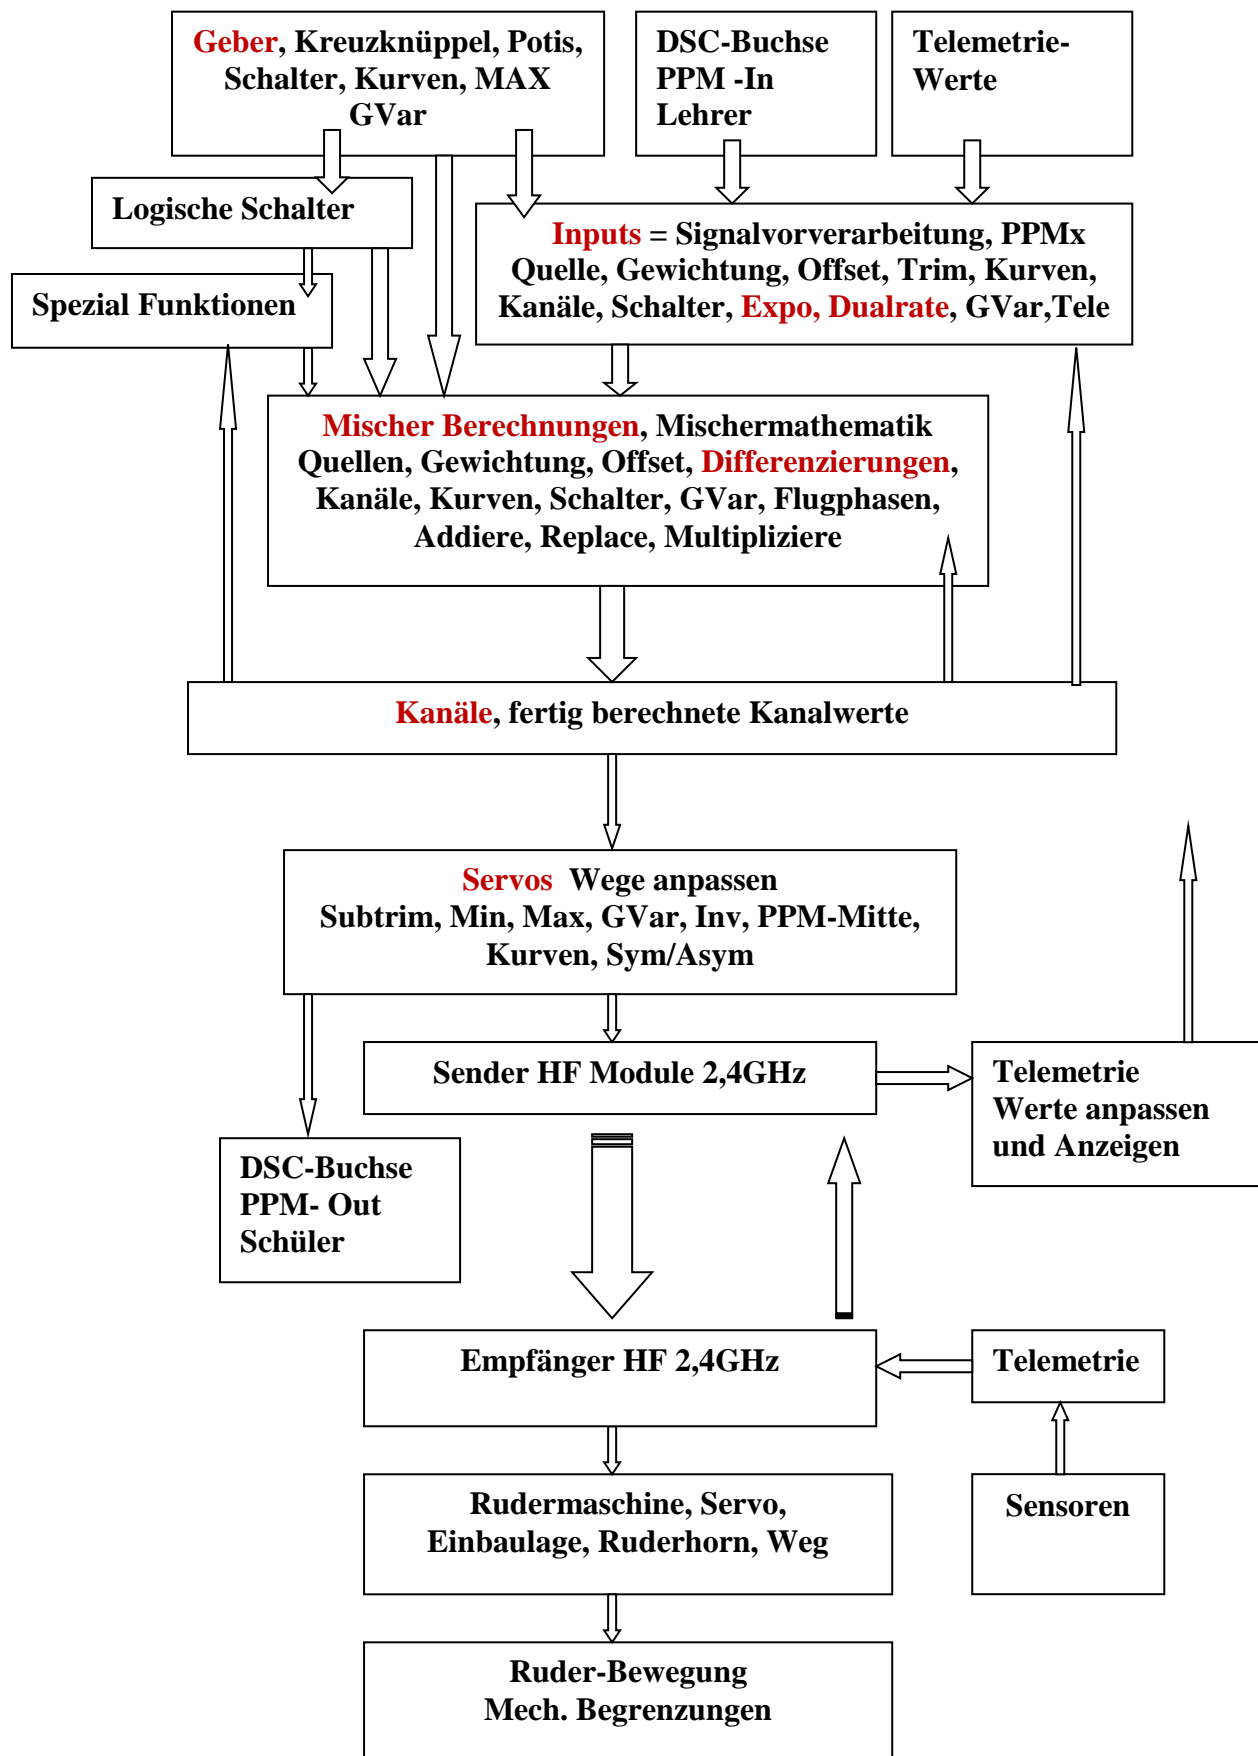 Geber, Kreuzknüppel, Potis,
Schalter, Kurven, MAX
GVar
DSC-Buchse
PPM -In
Lehrer
Telemetrie-
Werte
Logische Schalter
Inputs = Signalvorverarbeitung, PPMx
Quelle, Gewichtung, Offset, Trim, Kurven,
Kanäle, Schalter, Expo, Dualrate, GVar,Tele
Spezial Funktionen
Mischer Berechnungen, Mischermathematik
Quellen, Gewichtung, Offset, Differenzierungen,
Kanäle, Kurven, Schalter, GVar, Flugphasen,
Addiere, Replace, Multipliziere
Kanäle, fertig berechnete Kanalwerte
Servos Wege anpassen
Subtrim, Min, Max, GVar, Inv, PPM-Mitte,
Kurven, Sym/Asym
Sender HF Module 2,4GHz
Telemetrie
Werte anpassen
und Anzeigen
DSC-Buchse
PPM- Out
Schüler
Empfänger HF 2,4GHz
Telemetrie
Rudermaschine, Servo,
Einbaulage, Ruderhorn, Weg
Sensoren
Ruder-Bewegung
Mech. Begrenzungen